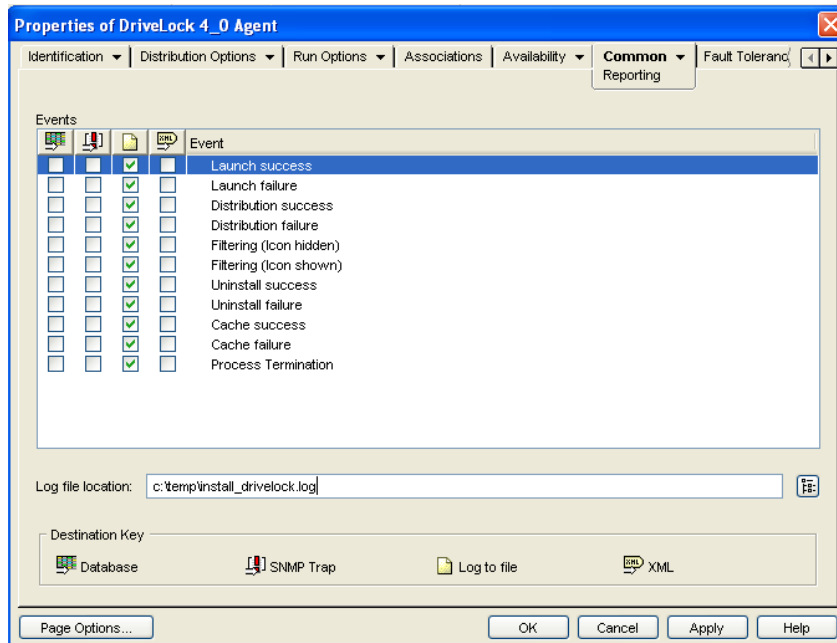 Properties of DriveLock 4_0 Agent
Identification Distribution Options Run Options Associations Availability Common Fault Toleranc
Reporting
Events
XML Event
Launch success
Launch failure
Distribution success
Distribution failure
Filtering (Icon hidden)
Filtering (Icon shown)
Uninstall success
Uninstall failure
Cache success
Cache failure
Process Termination
Log file location: c:\temp\install_drivelock.log
Destination Key
Database SNMP Trap Log to file XML XML
Page Options... OK Cancel Apply Help